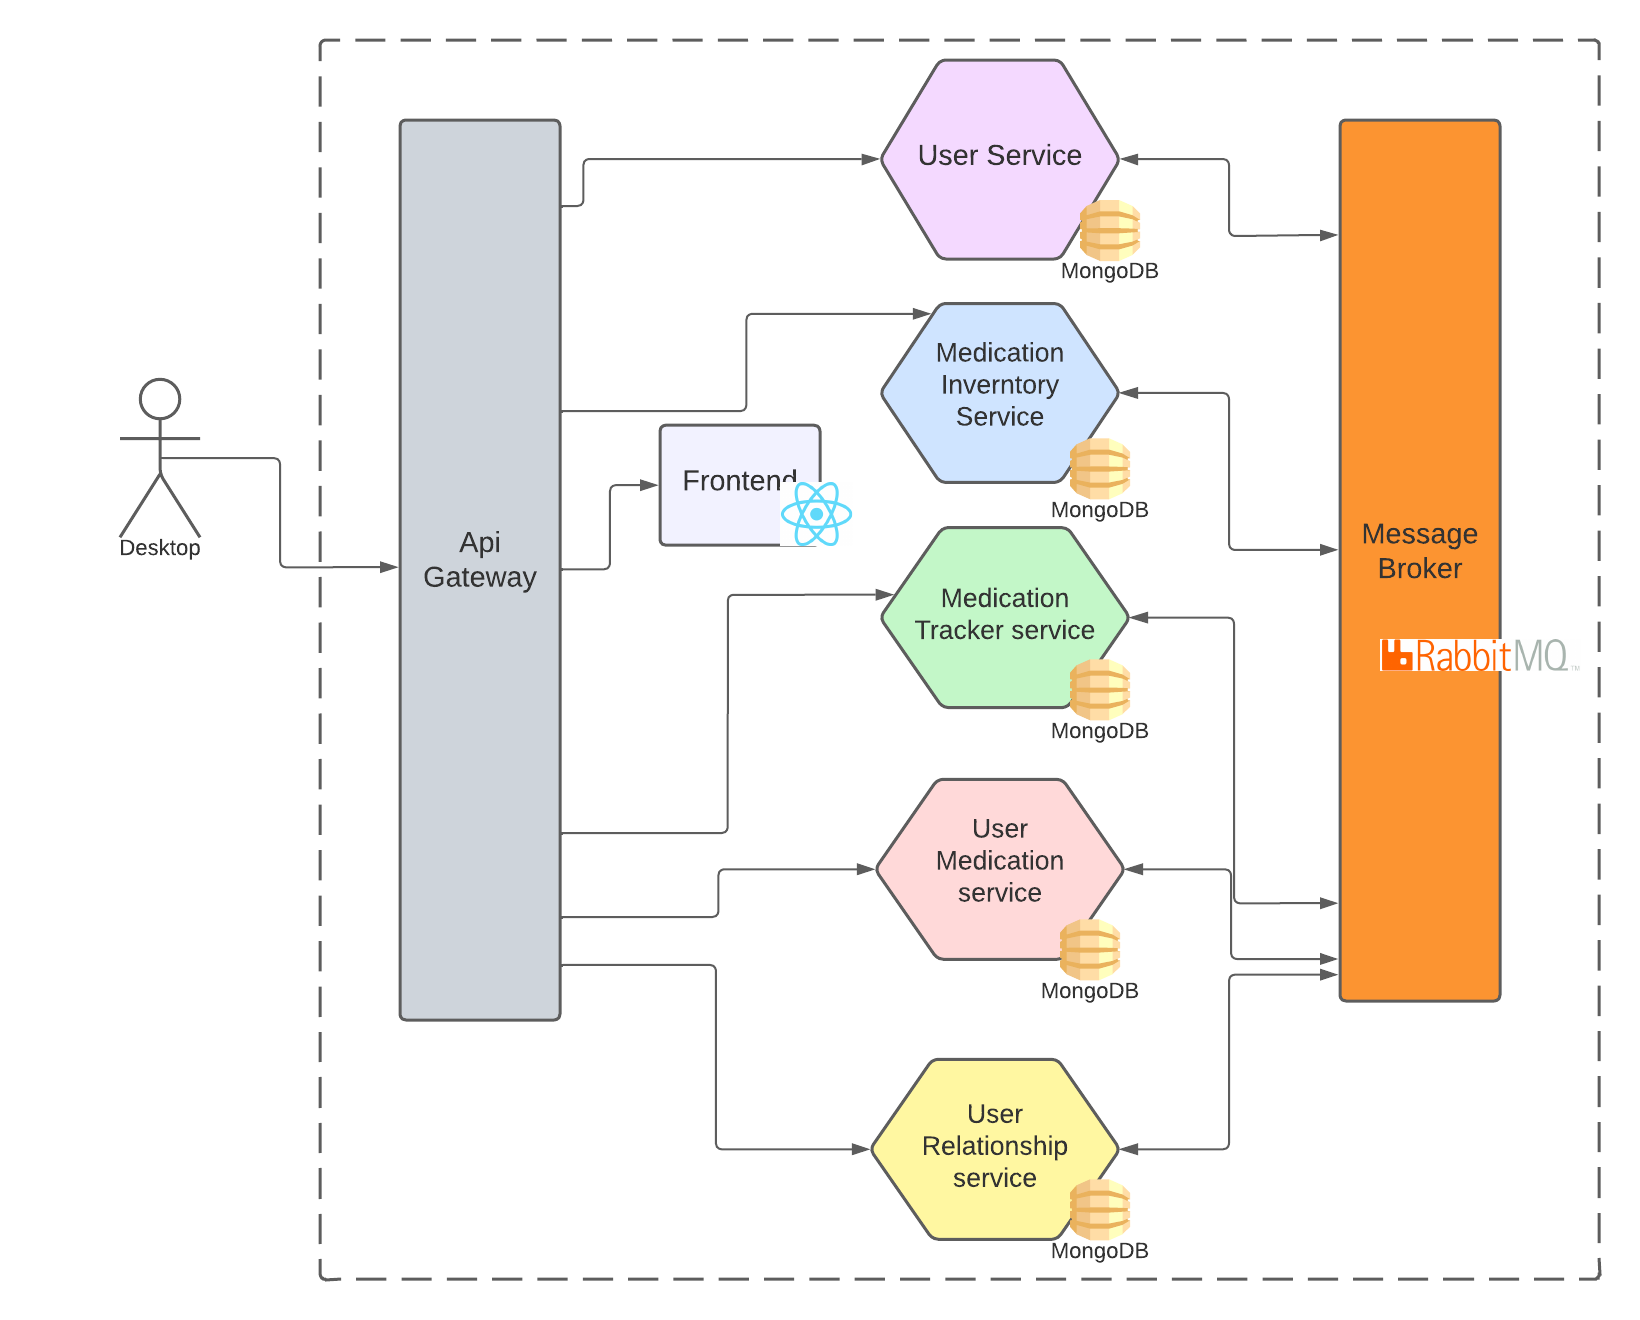 User Service
MongoDB
Medication
Inverntory
Service
MongoDB
Frontend
Desktop
Api
Gateway
Medication
Tracker service
MongoDB
Message
Broker
RabbitMQ™
User
Medication
service
MongoDB
User
Relationship
service
MongoDB